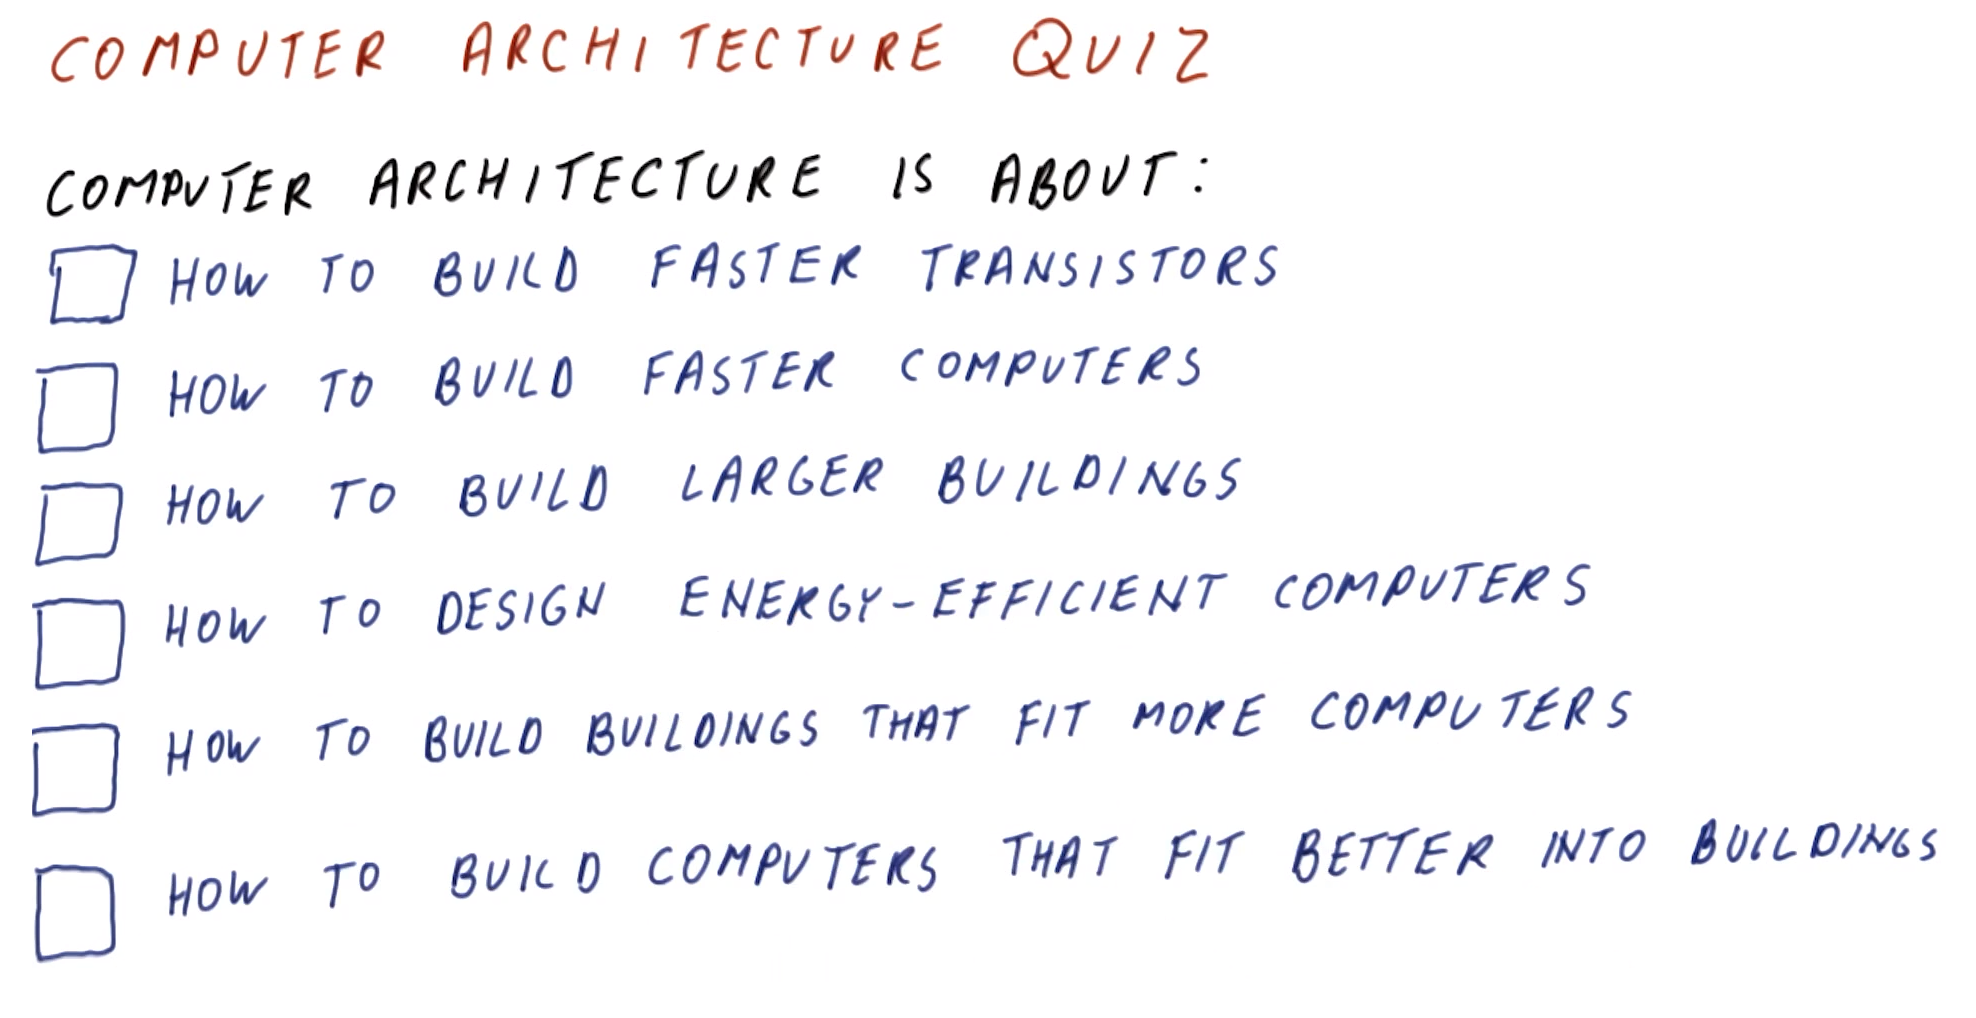 COMPUTER ARCHITECTURE QUIZ
COMPUTER ARCHITECTURE IS ABOUT:
HOW TO BUILD FASTER TRANSISTORS
HOW TO BUILD FASTER COMPUTERS
HOW TO BUILD LARGER BUILDINGS
HOW TO DESIGN ENERGY-EFFICIENT COMPUTERS
HOW TO BUILD BUILDINGS THAT FIT MORE COMPUTERS
HOW TO BUILD COMPUTERS THAT FIT BETTER INTO BUILDINGS